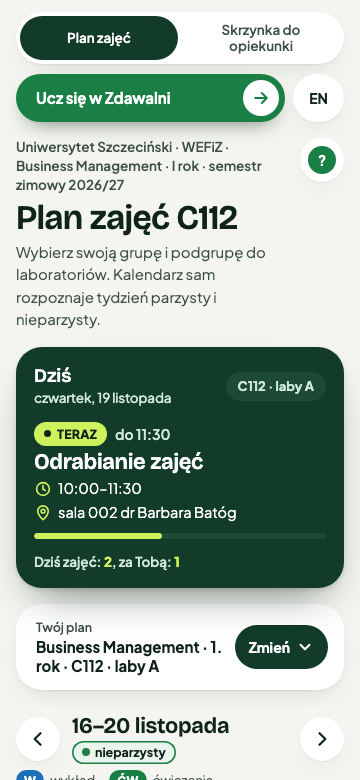 Plan zajęć
Skrzynka do
opiekunki
Ucz się w Zdawalni
EN
Uniwersytet Szczeciński · WEFiZ ·
Business Management · I rok · semestr
zimowy 2026/27
?
Plan zajęć C112
Wybierz swoją grupę i podgrupę do
laboratoriów. Kalendarz sam
rozpoznaje tydzień parzysty i
nieparzysty.
Dziś
czwartek, 19 listopada
C112 · laby A
TERAZ do 11:30
Odrabianie zajęć
10:00–11:30
sala 002 dr Barbara Batóg
Dziś zajęć: 2, za Tobą: 1
Twój plan
Business Management · 1.
rok · C112 · laby A
Zmień
16–20 listopada
nieparzysty
W wykład ĆW ćwiczenia